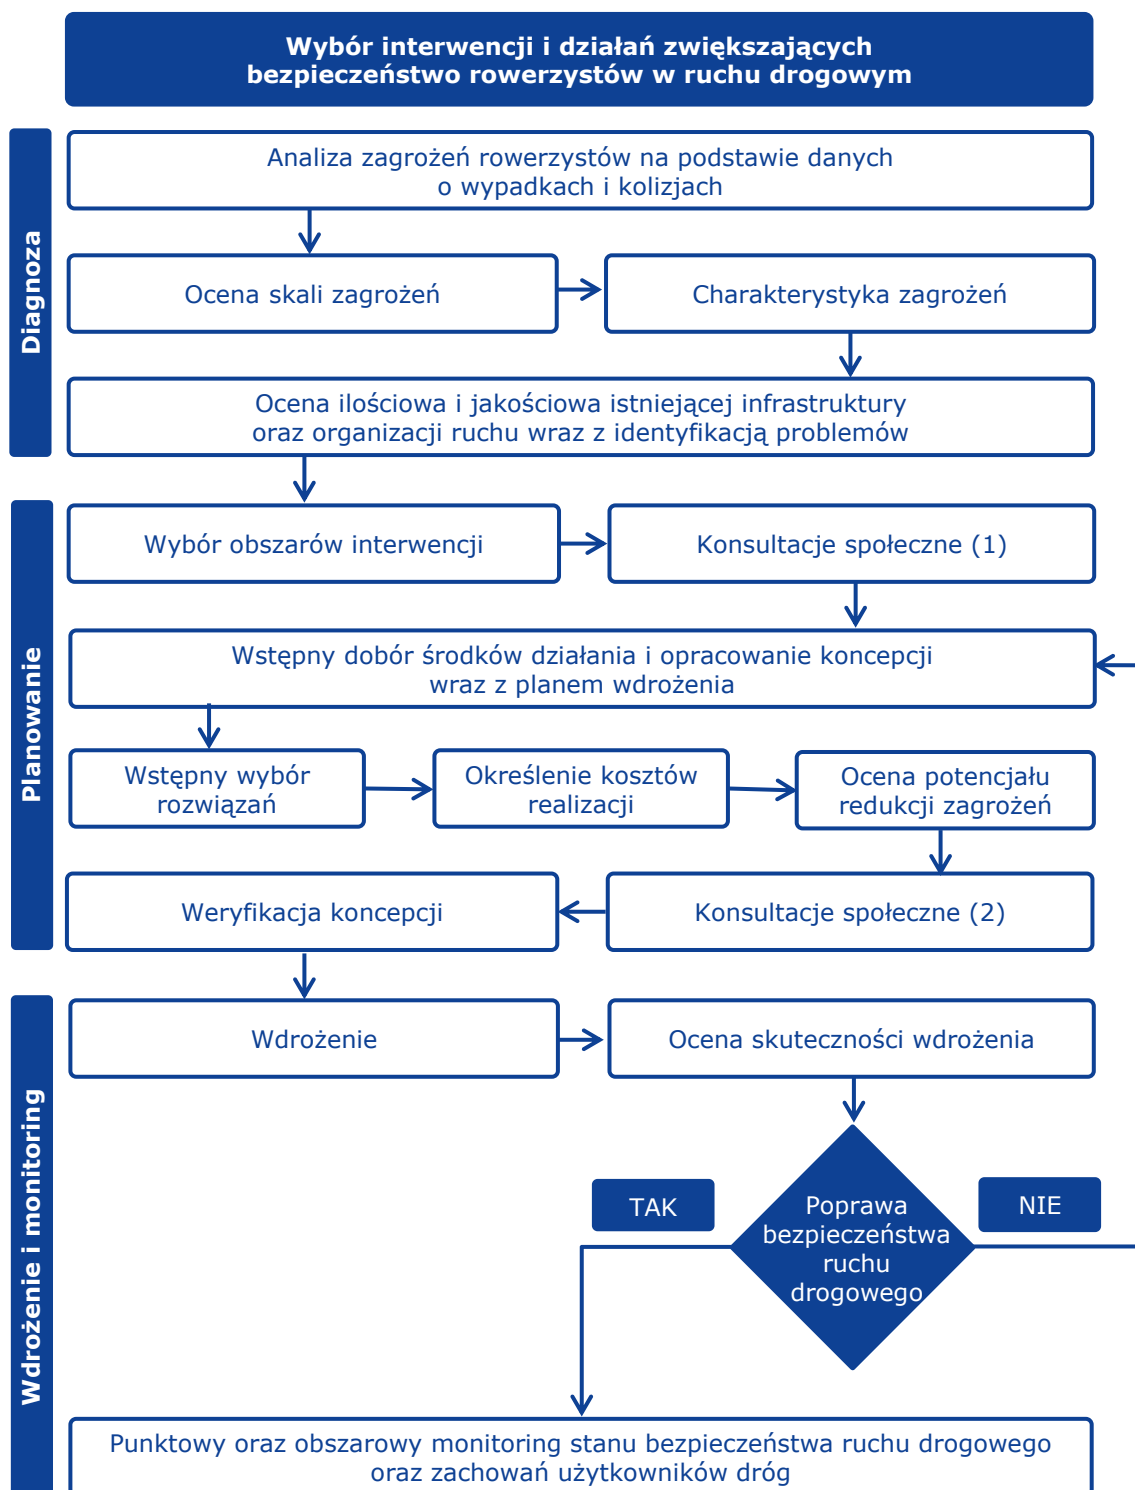 Wybór interwencji i działań zwiększających
bezpieczeństwo rowerzystów w ruchu drogowym
Diagnoza
Analiza zagrożeń rowerzystów na podstawie danych
o wypadkach i kolizjach
Ocena skali zagrożeń
Charakterystyka zagrożeń
Ocena ilościowa i jakościowa istniejącej infrastruktury
oraz organizacji ruchu wraz z identyfikacją problemów
Planowanie
Wybór obszarów interwencji
Konsultacje społeczne (1)
Wstępny dobór środków działania i opracowanie koncepcji
wraz z planem wdrożenia
Wstępny wybór
rozwiązań
Określenie kosztów
realizacji
Ocena potencjału
redukcji zagrożeń
Weryfikacja koncepcji
Konsultacje społeczne (2)
Wdrożenie i monitoring
Wdrożenie
Ocena skuteczności wdrożenia
TAK
Poprawa
bezpieczeństwa
ruchu
drogowego
NIE
Punktowy oraz obszarowy monitoring stanu bezpieczeństwa ruchu drogowego
oraz zachowań użytkowników dróg